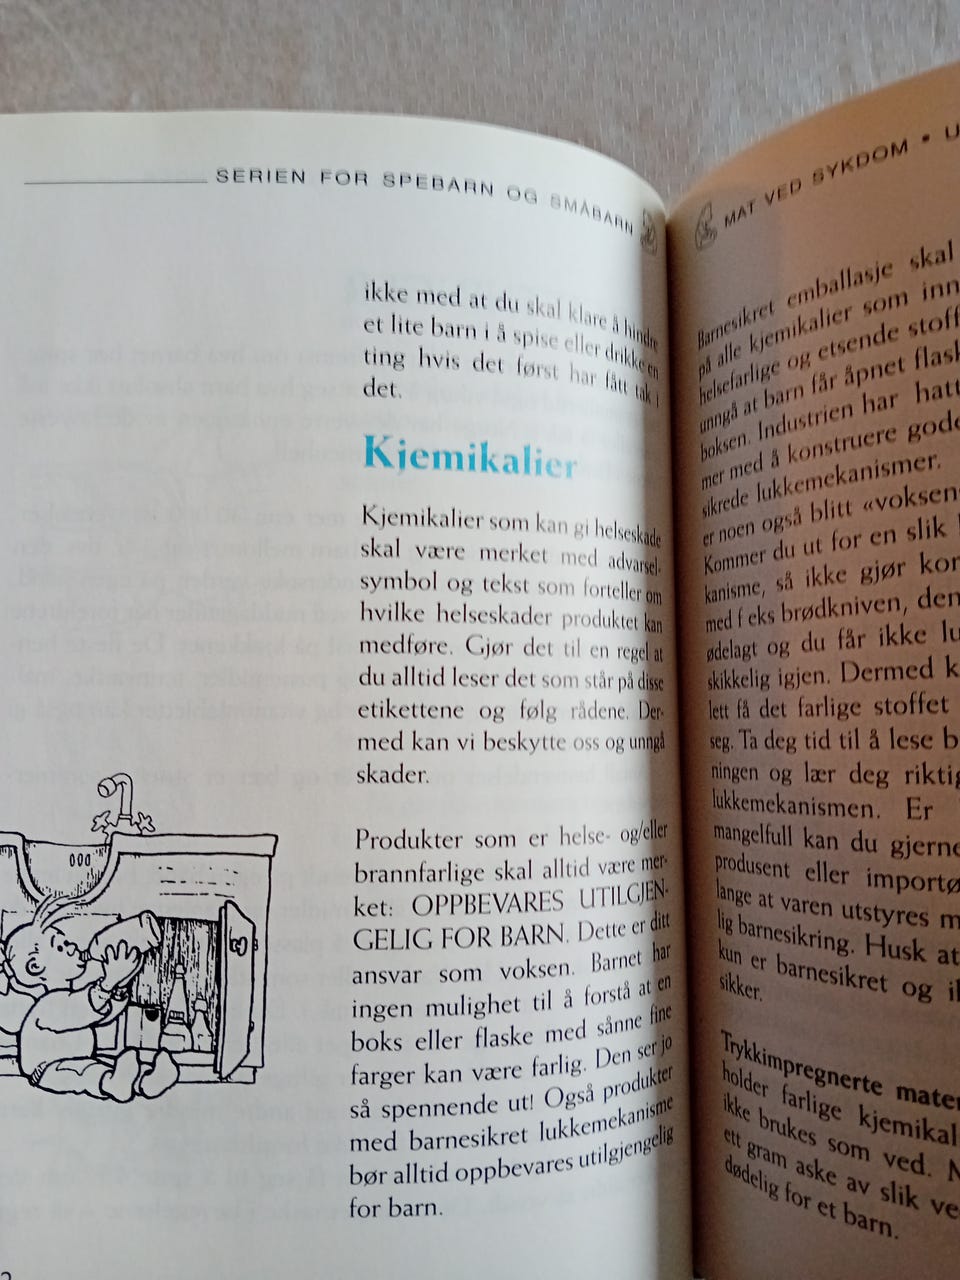 SERIEN FOR SPEBARN OG SMÅBARN
ikke med at du skal klare å hindre
et lite barn i å spise eller drikke en
ting hvis det først har fått tak i
det.
Kjemikalier
Kjemikalier som kan gi helseskade
skal være merket med advarsel-
symbol og tekst som forteller om
hvilke helseskader produktet kan
medføre. Gjør det til en regel at
du alltid leser det som står på disse
etikettene og følg rådene. Der-
med kan vi beskytte oss og unngå
skader.
Produkter som er helse- og/eller
brannfarlige skal alltid være mer-
ket: OPPBEVARES UTILGJEN-
GELIG FOR BARN. Dette er ditt
ansvar som voksen. Barnet har
ingen mulighet til å forstå at en
boks eller flaske med sånne fine
farger kan være farlig. Den ser jo
så spennende ut! Også produkter
med barnesikret lukkemekanisme
bør alltid oppbevares utilgjengelig
for barn.
MAT VED SYKDOM • U
Barnesikret emballasje skal
på alle kjemikalier som inn
helsefarlige og etsende stoff
unngå at barn får åpnet flask
boksen. Industrien har hatt
mer med å konstruere gode
sikrede lukkemekanismer.
er noen også blitt «voksen
Kommer du ut for en slik
kanisme, så ikke gjør kor
med f eks brødkniven, den
ødelagt og du får ikke lu
skikkelig igjen. Dermed k
lett få det farlige stoffet
seg. Ta deg tid til å lese b
ningen og lær deg riktig
lukkemekanismen. Er
mangelfull kan du gjerne
produsent eller importø
lange at varen utstyres m
lig barnesikring. Husk at
kun er barnesikret og i
sikker.
Trykkimpregnerte mater
holder farlige kjemikal
ikke brukes som ved. N
ett gram aske av slik ve
dødelig for et barn.